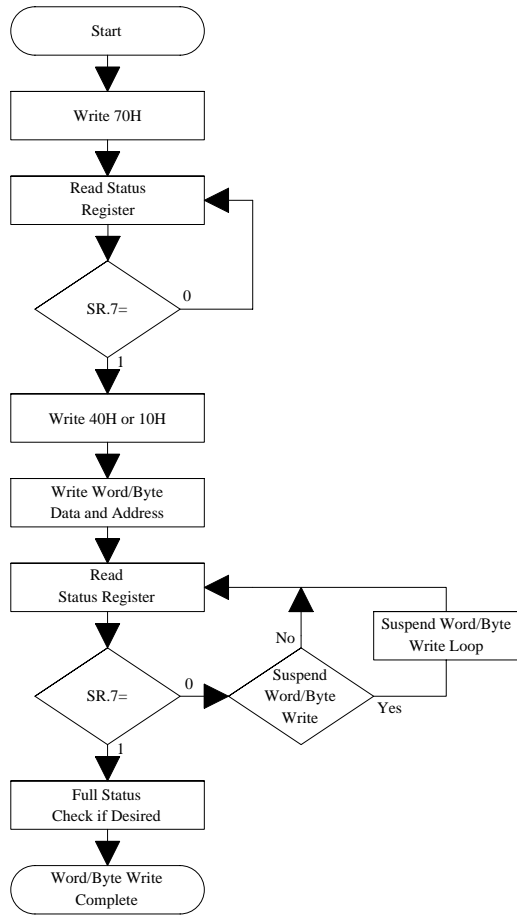 Start
Write 70H
Read Status
Register
SR.7=
0
1
Write 40H or 10H
Write Word/Byte
Data and Address
Read
Status Register
SR.7=
0
1
No
Suspend
Word/Byte
Write
Yes
Suspend Word/Byte
Write Loop
Full Status
Check if Desired
Word/Byte Write
Complete